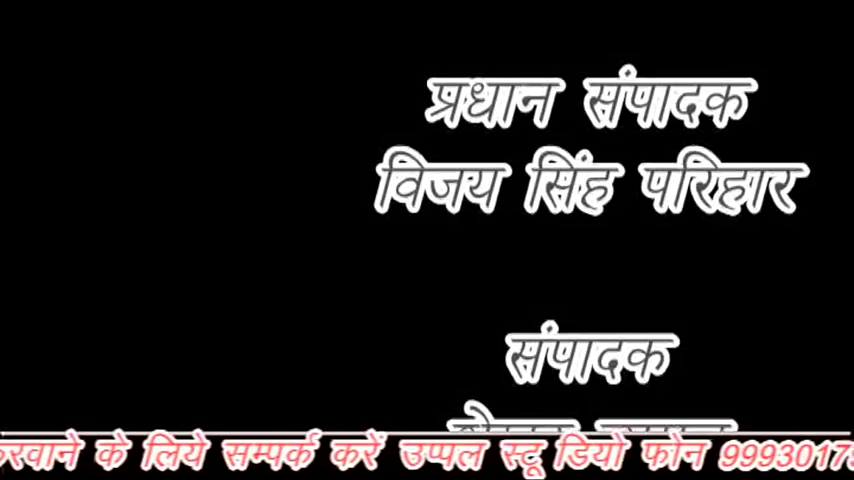 प्रधान संपादक
विजय सिंह परिहार
संपादक
करवाने के लिये सम्पर्क करें उप्पल स्टूडियो फोन